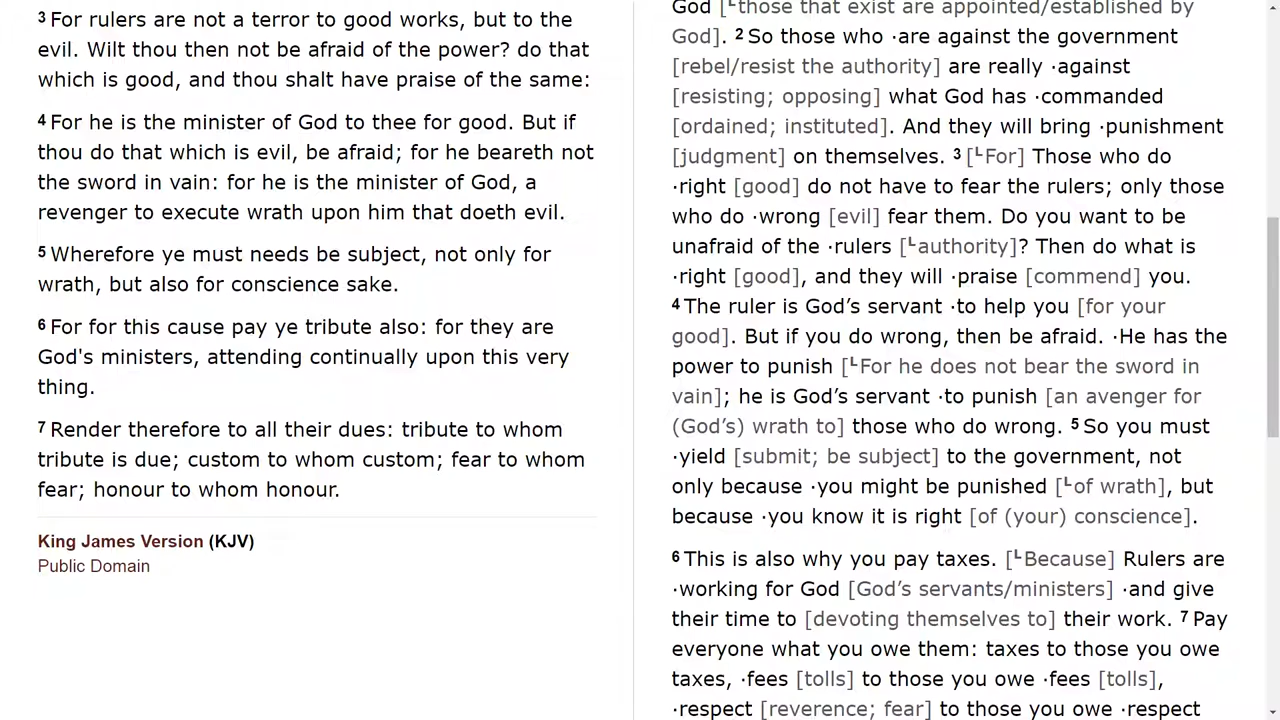 3 For rulers are not a terror to good works, but to the
evil. Wilt thou then not be afraid of the power? do that
which is good, and thou shalt have praise of the same:
4 For he is the minister of God to thee for good. But if
thou do that which is evil, be afraid; for he beareth not
the sword in vain: for he is the minister of God, a
revenger to execute wrath upon him that doeth evil.
5 Wherefore ye must needs be subject, not only for
wrath, but also for conscience sake.
6 For for this cause pay ye tribute also: for they are
God's ministers, attending continually upon this very
thing.
7 Render therefore to all their dues: tribute to whom
tribute is due; custom to whom custom; fear to whom
fear; honour to whom honour.
King James Version (KJV)
Public Domain
God [└those that exist are appointed/established by
God]. 2 So those who ·are against the government
[rebel/resist the authority] are really ·against
[resisting; opposing] what God has ·commanded
[ordained; instituted]. And they will bring ·punishment
[judgment] on themselves. 3 [└For] Those who do
·right [good] do not have to fear the rulers; only those
who do ·wrong [evil] fear them. Do you want to be
unafraid of the ·rulers [└authority]? Then do what is
·right [good], and they will ·praise [commend] you.
4 The ruler is God’s servant ·to help you [for your
good]. But if you do wrong, then be afraid. ·He has the
power to punish [└For he does not bear the sword in
vain]; he is God’s servant ·to punish [an avenger for
(God’s) wrath to] those who do wrong. 5 So you must
·yield [submit; be subject] to the government, not
only because ·you might be punished [└of wrath], but
because ·you know it is right [of (your) conscience].
6 This is also why you pay taxes. [└Because] Rulers are
·working for God [God’s servants/ministers] ·and give
their time to [devoting themselves to] their work. 7 Pay
everyone what you owe them: taxes to those you owe
taxes, ·fees [tolls] to those you owe ·fees [tolls],
·respect [reverence; fear] to those you owe ·respect